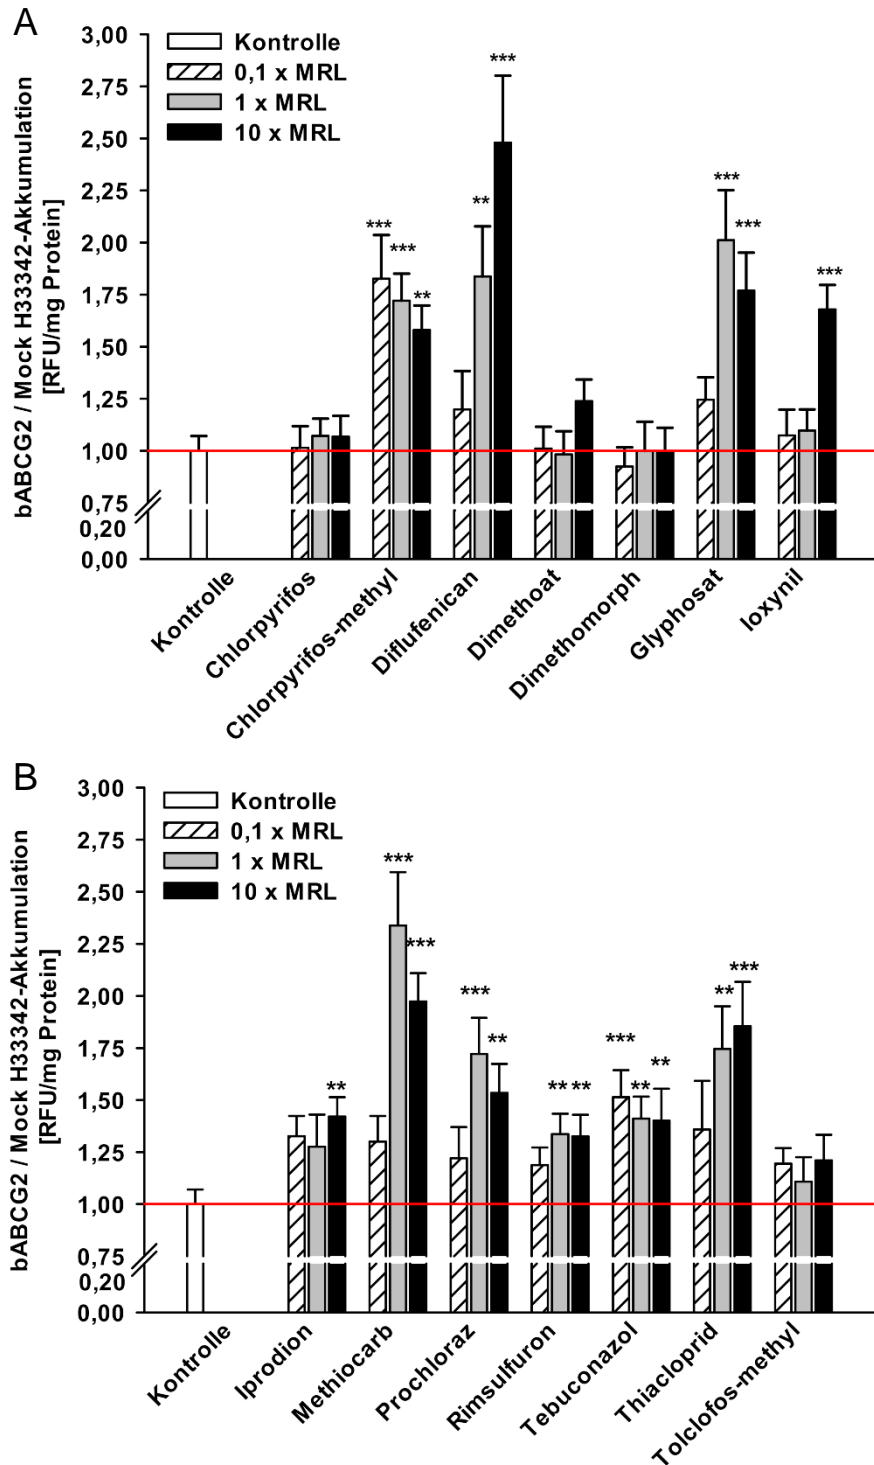 A
bABCG2 / Mock H33342-Akkumulation
[RFU/mg Protein]
3,00
2,75
2,50
2,25
2,00
1,75
1,50
1,25
1,00
0,75
0,20
0,00
Kontrolle
0,1 x MRL
1 x MRL
10 x MRL
***
***
**
**
***
***
***
***
Kontrolle
Chlorpyrifos
Chlorpyrifos-methyl
Diflufenican
Dimethoat
Dimethomorph
Glyphosat
Ioxynil
B
bABCG2 / Mock H33342-Akkumulation
[RFU/mg Protein]
3,00
2,75
2,50
2,25
2,00
1,75
1,50
1,25
1,00
0,75
0,20
0,00
Kontrolle
0,1 x MRL
1 x MRL
10 x MRL
**
***
***
***
**
**
**
***
**
**
**
***
Kontrolle
Iprodion
Methiocarb
Prochloraz
Rimsulfuron
Tebuconazol
Thiacloprid
Tolclofos-methyl